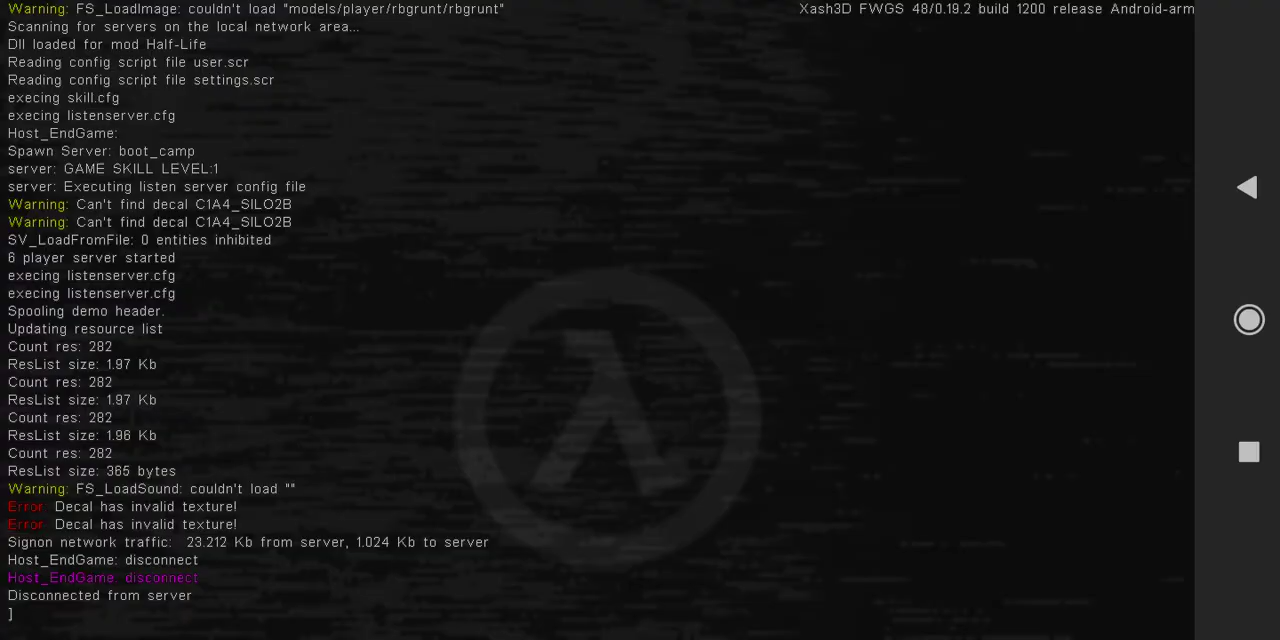 Warning: FS_LoadImage: couldn't load "models/player/rbgrunt/rbgrunt"
Xash3D FWGS 48/0.19.2 build 1200 release Android-arm
Scanning for servers on the local network area...
Dll loaded for mod Half-Life
Reading config script file user.scr
Reading config script file settings.scr
execing skill.cfg
execing listenserver.cfg
Host_EndGame:
Spawn Server: boot_camp
server: GAME SKILL LEVEL:1
server: Executing listen server config file
Warning: Can't find decal C1A4_SILO2B
Warning: Can't find decal C1A4_SILO2B
SV_LoadFromFile: 0 entities inhibited
6 player server started
execing listenserver.cfg
execing listenserver.cfg
Spooling demo header.
Updating resource list
Count res: 282
ResList size: 1.97 Kb
Count res: 282
ResList size: 1.97 Kb
Count res: 282
ResList size: 1.96 Kb
Count res: 282
ResList size: 365 bytes
Warning: FS_LoadSound: couldn't load ""
Error Decal has invalid texture!
Error Decal has invalid texture!
Signon network traffic:  23.212 Kb from server, 1.024 Kb to server
Host_EndGame: disconnect
Host_EndGame disconnect
Disconnected from server
]